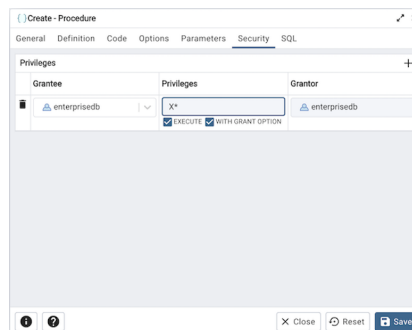 Create - Procedure
General Definition Code Options Parameters Security SQL
Privileges
Grantee Privileges Grantor
enterprisedb X* enterprisedb
EXECUTE WITH GRANT OPTION
Close Reset Save